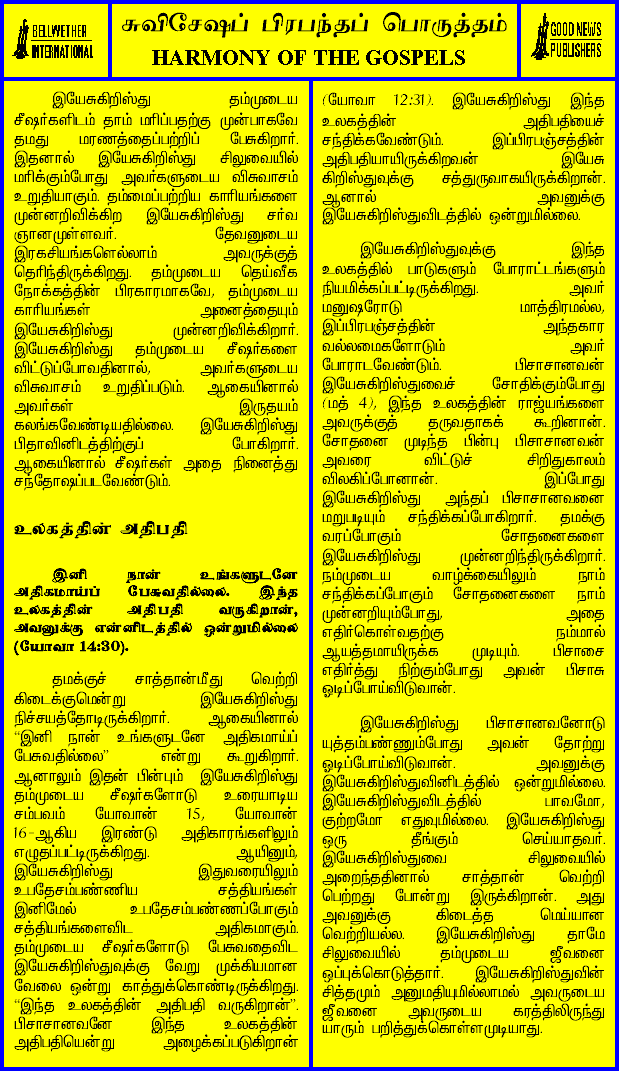 BELLWETHER
INTERNATIONAL
சுவிசேஷப் பிரபந்தப் பொருத்தம்
HARMONY OF THE GOSPELS
GOOD NEWS
PUBLISHERS
இயேசுகிறிஸ்து தம்முடைய
சீஷர்களிடம் தாம் மரிப்பதற்கு முன்பாகவே
தமது மரணத்தைப்பற்றிப் பேசுகிறார்.
இதனால் இயேசுகிறிஸ்து சிலுவையில்
மரிக்கும்போது அவர்களுடைய விசுவாசம்
உறுதியாகும். தம்மைப்பற்றிய காரியங்களை
முன்னறிவிக்கிற இயேசுகிறிஸ்து சர்வ
ஞானமுள்ளவர். தேவனுடைய
இரகசியங்களெல்லாம் அவருக்குத்
தெரிந்திருக்கிறது. தம்முடைய தெய்வீக
நோக்கத்தின் பிரகாரமாகவே, தம்முடைய
காரியங்கள் அனைத்தையும்
இயேசுகிறிஸ்து முன்னறிவிக்கிறார்.
இயேசுகிறிஸ்து தம்முடைய சீஷர்களை
விட்டுப்போவதினால், அவர்களுடைய
விசுவாசம் உறுதிப்படும். ஆகையினால்
அவர்கள் இருதயம்
கலங்கவேண்டியதில்லை. இயேசுகிறிஸ்து
பிதாவினிடத்திற்குப் போகிறார்.
ஆகையினால் சீஷர்கள் அதை நினைத்து
சந்தோஷப்படவேண்டும்.
உலகத்தின் அதிபதி
இனி நான் உங்களுடனே
அதிகமாய்ப் பேசுவதில்லை. இந்த
உலகத்தின் அதிபதி வருகிறான்,
அவனுக்கு என்னிடத்தில் ஒன்றுமில்லை
(யோவா 14:30).
தமக்குச் சாத்தான்மீது வெற்றி
கிடைக்குமென்று இயேசுகிறிஸ்து
நிச்சயத்தோடிருக்கிறார். ஆகையினால்
“இனி நான் உங்களுடனே அதிகமாய்ப்
பேசுவதில்லை” என்று கூறுகிறார்.
ஆனாலும் இதன் பின்பும் இயேசுகிறிஸ்து
தம்முடைய சீஷர்களோடு உரையாடிய
சம்பவம் யோவான் 15, யோவான்
16-ஆகிய இரண்டு அதிகாரங்களிலும்
எழுதப்பட்டிருக்கிறது. ஆயினும்,
இயேசுகிறிஸ்து இதுவரையிலும்
உபதேசம்பண்ணிய சத்தியங்கள்
இனிமேல் உபதேசம்பண்ணப்போகும்
சத்தியங்களைவிட அதிகமாகும்.
தம்முடைய சீஷர்களோடு பேசுவதைவிட
இயேசுகிறிஸ்துவுக்கு வேறு முக்கியமான
வேலை ஒன்று காத்துக்கொண்டிருக்கிறது.
“இந்த உலகத்தின் அதிபதி வருகிறான்”.
பிசாசானவனே இந்த உலகத்தின்
அதிபதியென்று அழைக்கப்படுகிறான்
(யோவா 12:31). இயேசுகிறிஸ்து இந்த
உலகத்தின் அதிபதியைச்
சந்திக்கவேண்டும். இப்பிரபஞ்சத்தின்
அதிபதியாயிருக்கிறவன் இயேசு
கிறிஸ்துவுக்கு சத்துருவாகயிருக்கிறான்.
ஆனால் அவனுக்கு
இயேசுகிறிஸ்துவிடத்தில் ஒன்றுமில்லை.
இயேசுகிறிஸ்துவுக்கு இந்த
உலகத்தில் பாடுகளும் போராட்டங்களும்
நியமிக்கப்பட்டிருக்கிறது. அவர்
மனுஷரோடு மாத்திரமல்ல,
இப்பிரபஞ்சத்தின் அந்தகார
வல்லமைகளோடும் அவர்
போராடவேண்டும். பிசாசானவன்
இயேசுகிறிஸ்துவைச் சோதிக்கும்போது
(மத் 4), இந்த உலகத்தின் ராஜ்யங்களை
அவருக்குத் தருவதாகக் கூறினான்.
சோதனை முடிந்த பின்பு பிசாசானவன்
அவரை விட்டுச் சிறிதுகாலம்
விலகிப்போனான். இப்போது
இயேசுகிறிஸ்து அந்தப் பிசாசானவனை
மறுபடியும் சந்திக்கப்போகிறார். தமக்கு
வரப்போகும் சோதனைகளை
இயேசுகிறிஸ்து முன்னறிந்திருக்கிறார்.
நம்முடைய வாழ்க்கையிலும் நாம்
சந்திக்கப்போகும் சோதனைகளை நாம்
முன்னறியும்போது, அதை
எதிர்கொள்வதற்கு நம்மால்
ஆயத்தமாயிருக்க முடியும். பிசாசை
எதிர்த்து நிற்கும்போது அவன் பிசாசு
ஓடிப்போய்விடுவான்.
இயேசுகிறிஸ்து பிசாசானவனோடு
யுத்தம்பண்ணும்போது அவன் தோற்று
ஓடிப்போய்விடுவான். அவனுக்கு
இயேசுகிறிஸ்துவினிடத்தில் ஒன்றுமில்லை.
இயேசுகிறிஸ்துவிடத்தில் பாவமோ,
குற்றமோ எதுவுமில்லை. இயேசுகிறிஸ்து
ஒரு தீங்கும் செய்யாதவர்.
இயேசுகிறிஸ்துவை சிலுவையில்
அறைந்ததினால் சாத்தான் வெற்றி
பெற்றது போன்று இருக்கிறான். அது
அவனுக்கு கிடைத்த மெய்யான
வெற்றியல்ல. இயேசுகிறிஸ்து தாமே
சிலுவையில் தம்முடைய ஜீவனை
ஒப்புக்கொடுத்தார். இயேசுகிறிஸ்துவின்
சித்தமும் அனுமதியுமில்லாமல் அவருடைய
ஜீவனை அவருடைய கரத்திலிருந்து
யாரும் பறித்துக்கொள்ளமுடியாது.